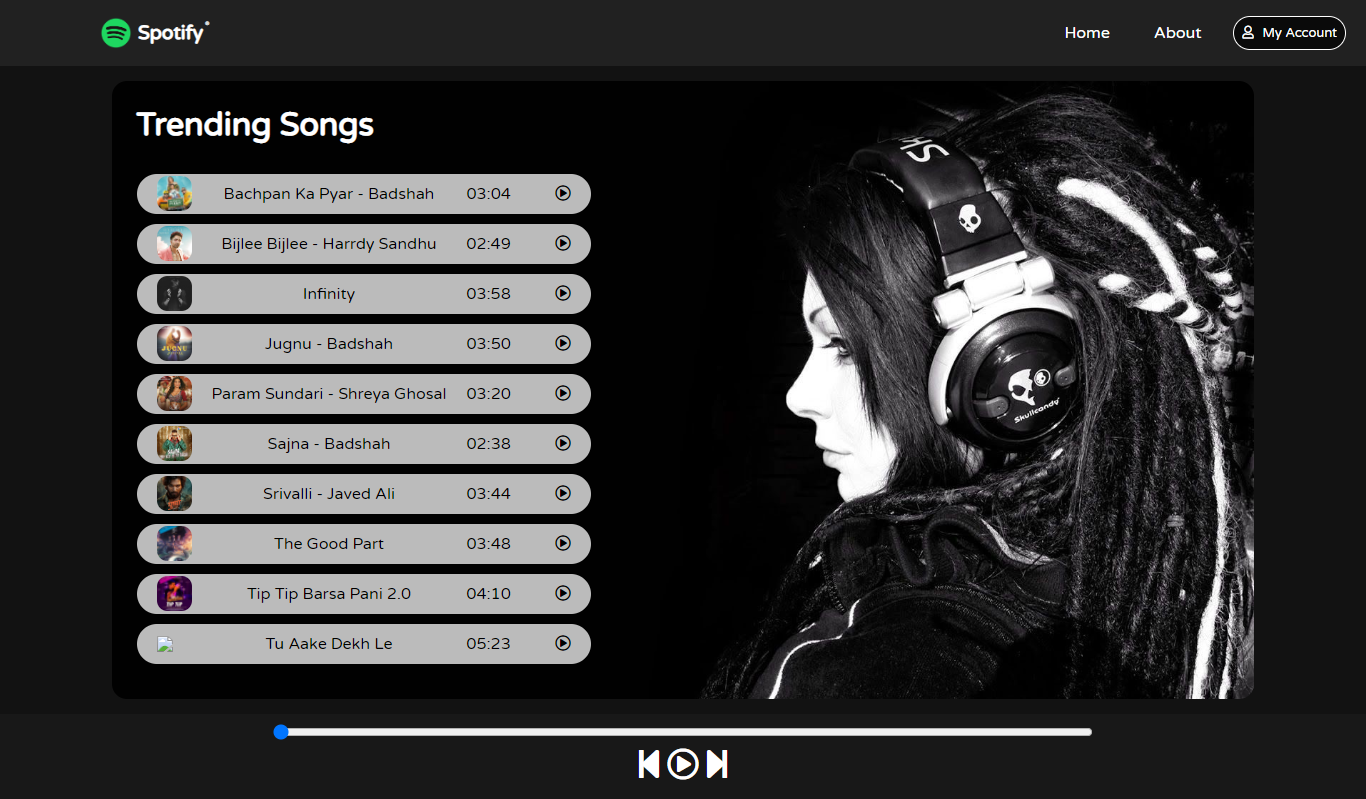 Spotify®
Home
About
My Account
Trending Songs
Bachpan Ka Pyar - Badshah 03:04
Bijlee Bijlee - Harrdy Sandhu 02:49
Infinity 03:58
Jugnu - Badshah 03:50
Param Sundari - Shreya Ghosal 03:20
Sajna - Badshah 02:38
Srivalli - Javed Ali 03:44
The Good Part 03:48
Tip Tip Barsa Pani 2.0 04:10
Tu Aake Dekh Le 05:23
JUGNU
TIP TIP
Skullcandy